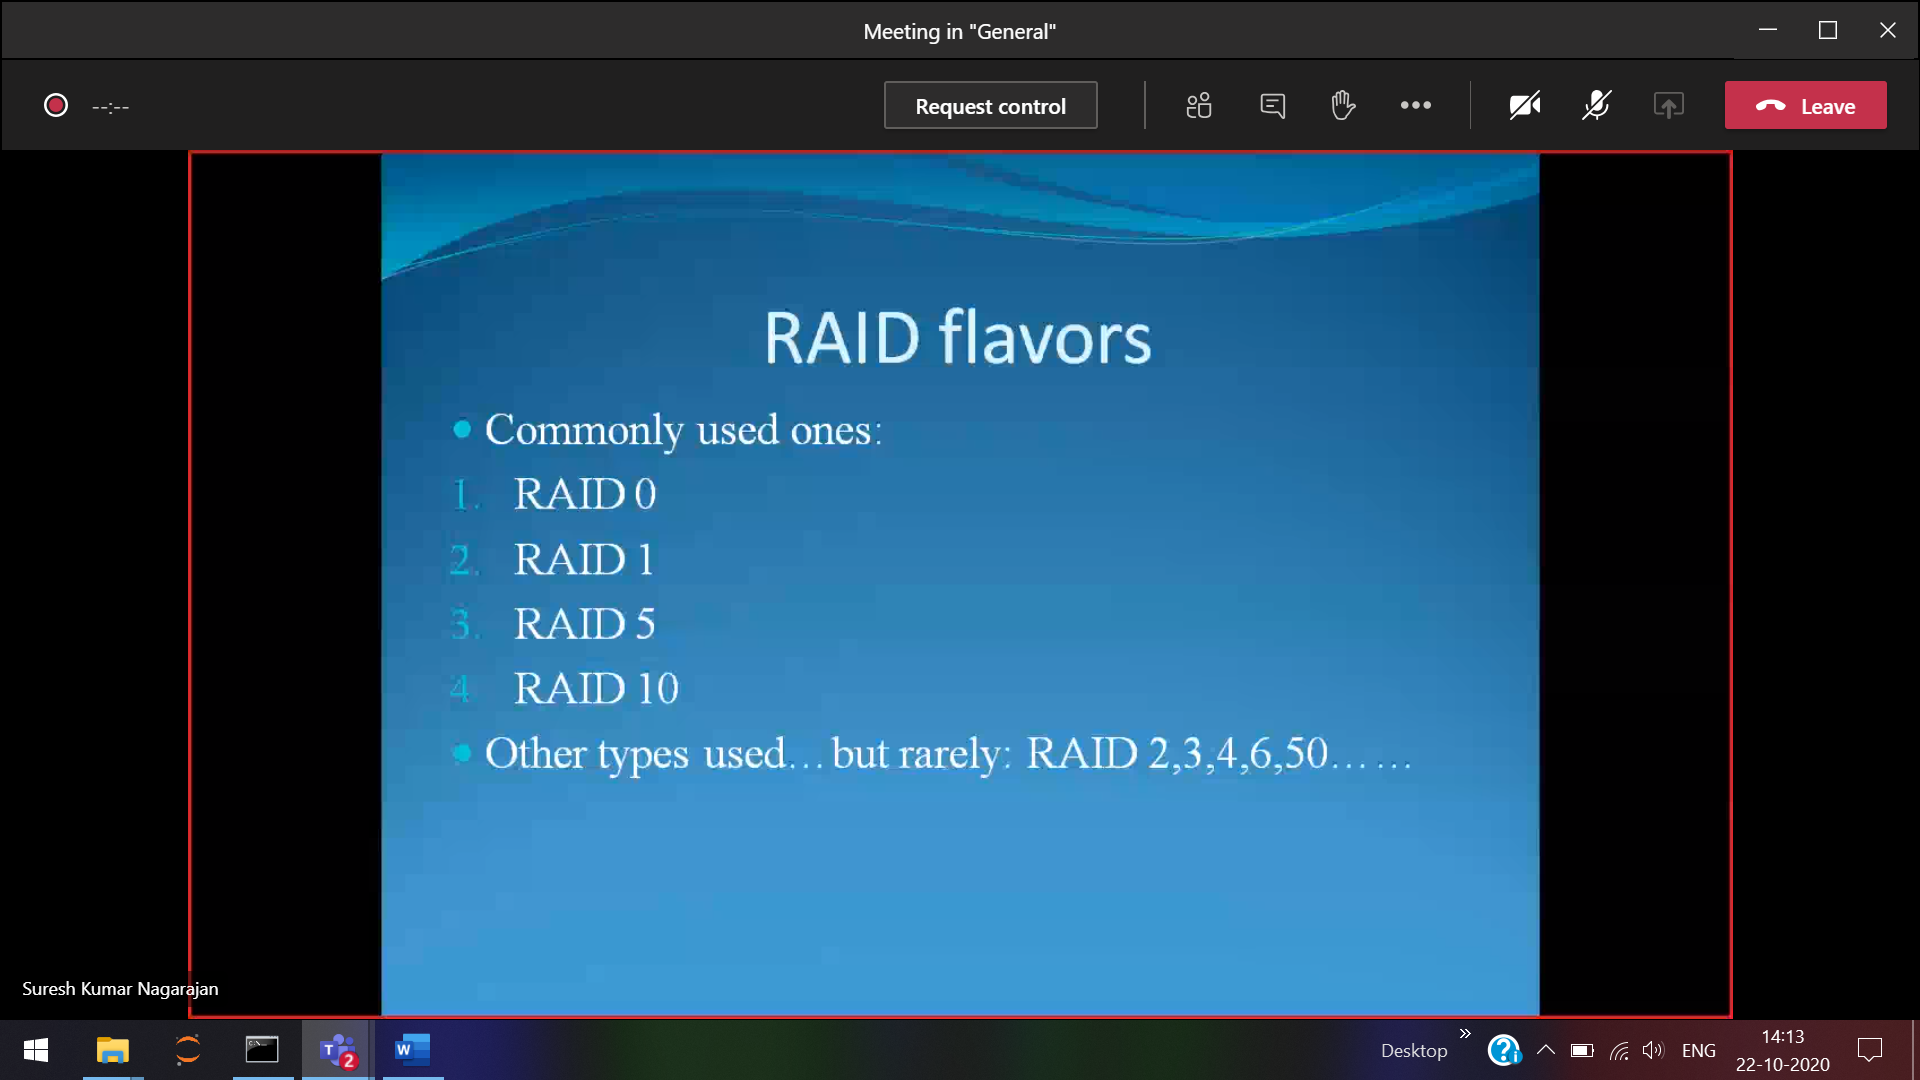 Meeting in "General"
--:-- Request control Leave
RAID flavors
Commonly used ones:
1. RAID 0
2. RAID 1
3. RAID 5
4 RAID 10
Other types used...but rarely: RAID 2,3,4,6,50... ...
Suresh Kumar Nagarajan
T 2 W Desktop ENG 14:13
22-10-2020